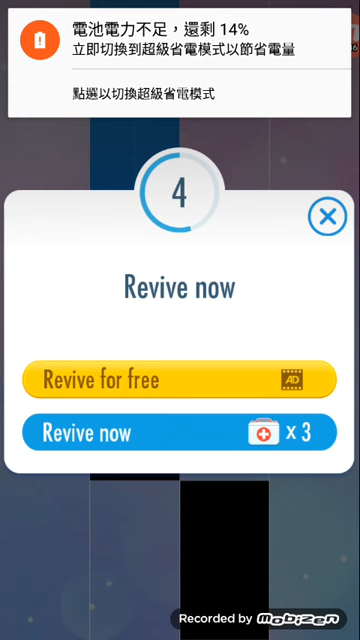 電池電力不足，還剩 14%
立即切換到超級省電模式以節省電量
點選以切換超級省電模式
4
Revive now
Revive for free
AD
Revive now
x 3
Recorded by mobizen